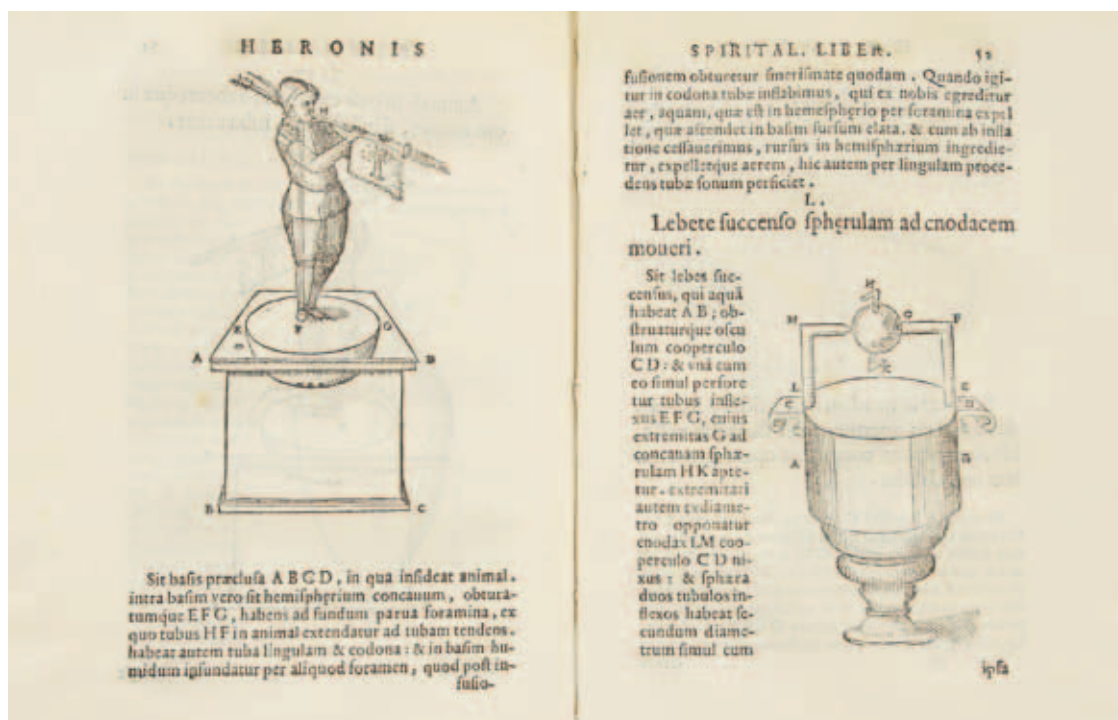 HERONIS
A
B
E
F
G
B
C
Sit basis præclusa A B C D, in qua insideat animal.
intra basim vero sit hemispherium concauum, obtura-
tumque E F G, habens ad fundum parua foramina, ex
quo tubus H F in animal extendatur ad tubam tendens.
habeat autem tuba lingulam & codona: & in basim hu-
midum infundatur per aliquod foramen, quod post in-
fusio-
SPIRITAL. LIBER. 52
fusionem obturetur smerismate quodam. Quando igi-
tur in codona tubæ inflabimus, qui ex nobis egreditur
aer, aquam, quæ est in hemispherio per foramina expel
let, quæ ascendet in basim sursum elata. & cum ab infla
tione cessauerimus, rursus in hemisphærium ingredie-
tur, expelletque aerem, hic autem per lingulam proce-
dens tubæ sonum perficiet.
L.
Lebete succenso sphęrulam ad cnodacem
moueri.
Sit lebes suc-
census, qui aquã
habeat A B; ob-
struaturque oscu
lum cooperculo
C D: & vnà cum
eo simul perfore
tur tubus infle-
xus E F G, cuius
extremitas G ad
concauam sphæ-
rulam H K apte-
tur. extremitati
autem exdiame-
tro opponatur
cnodax LM coo-
perculo C D ni-
xus: & sphæra
duos tubulos in-
flexos habeat se-
cundum diame-
trum simul cum
H
M
G
F
K
L
E
C
D
A
B
ipsa